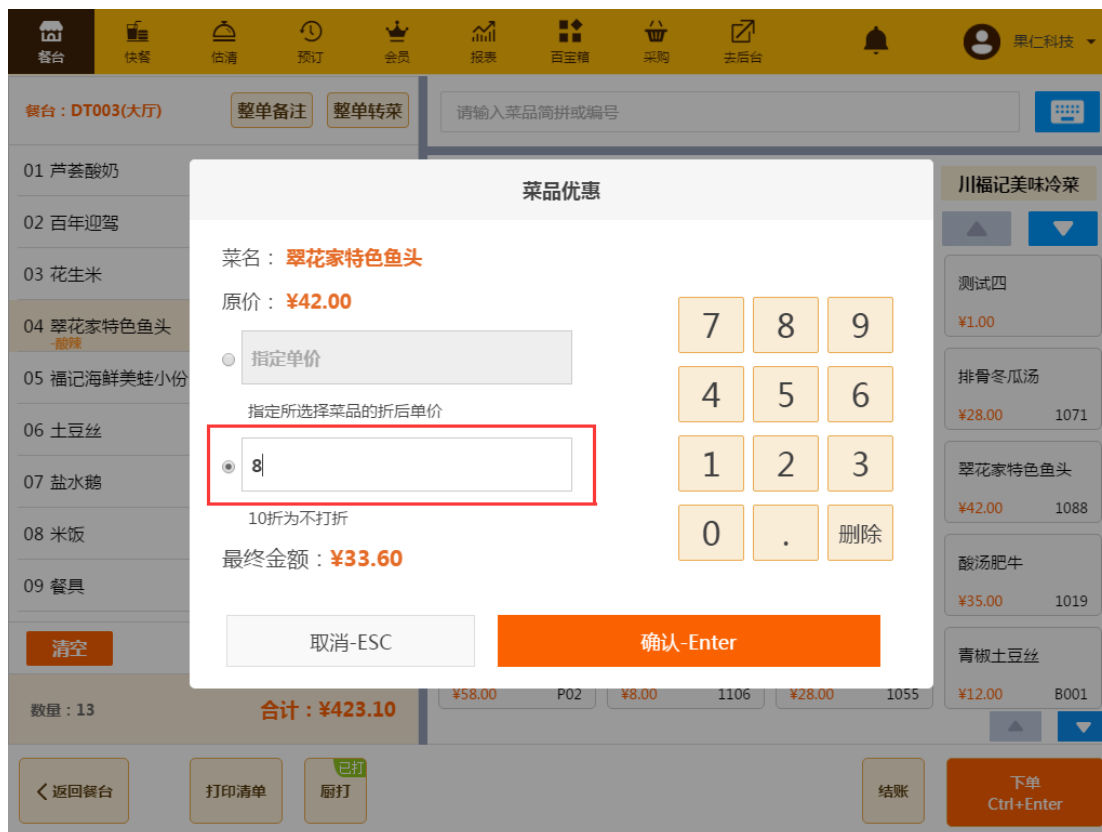 餐台
快餐
估清
预订
会员
报表
百宝箱
采购
去后台
果仁科技
餐台：DT003(大厅)
整单备注
整单转菜
请输入菜品简拼或编号
01 芦荟酸奶
02 百年迎驾
03 花生米
04 翠花家特色鱼头
-酸辣
05 福记海鲜美蛙小份
06 土豆丝
07 盐水鹅
08 米饭
09 餐具
清空
数量：13
合计：¥423.10
菜品优惠
菜名： 翠花家特色鱼头
原价： ¥42.00
指定单价
指定所选择菜品的折后单价
8
10折为不打折
最终金额：¥33.60
7
8
9
4
5
6
1
2
3
0
.
删除
取消-ESC
确认-Enter
川福记美味冷菜
测试四
¥1.00
排骨冬瓜汤
¥28.00 1071
翠花家特色鱼头
¥42.00 1088
酸汤肥牛
¥35.00 1019
青椒土豆丝
¥12.00 B001
¥58.00 P02
¥8.00 1106
¥28.00 1055
返回餐台
打印清单
已打
厨打
结账
下单
Ctrl+Enter